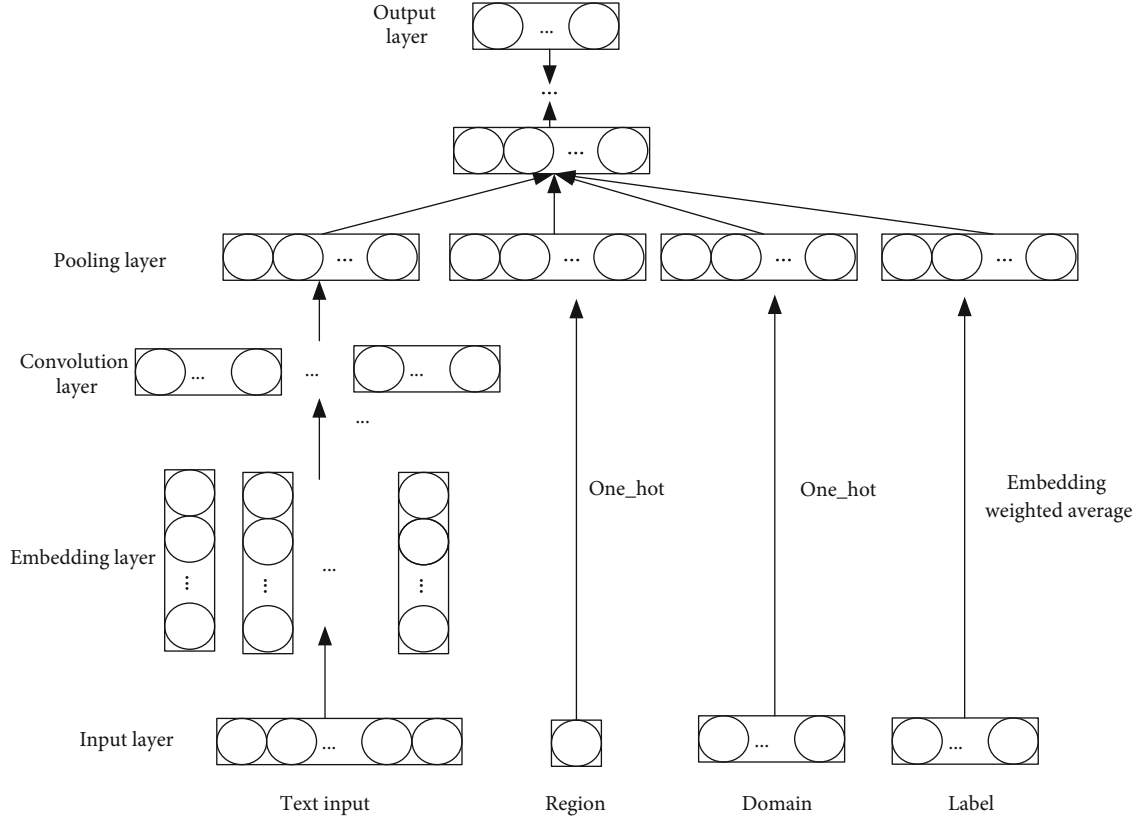 Output
layer
...
...
...
Pooling layer
...
...
...
...
Convolution
layer
...
...
...
...
One_hot
One_hot
Embedding
weighted average
Embedding layer
...
...
...
...
Input layer
...
...
...
Text input
Region
Domain
Label